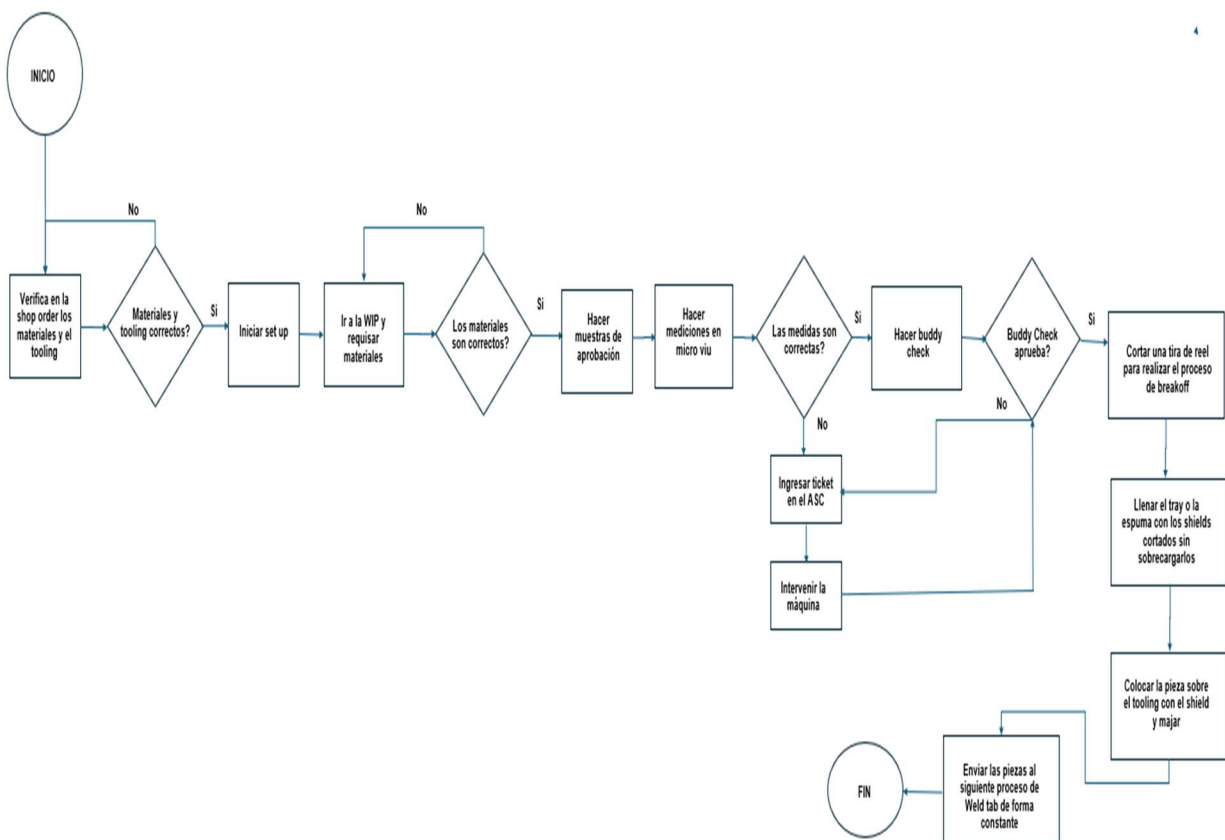 INICIO
No
Verifica en la
shop order los
materiales y el
tooling
Materiales y
tooling correctos?
Si
Iniciar set up
Ir a la WIP y
requisar
materiales
No
Los materiales
son correctos?
Si
Hacer
muestras de
aprobación
Hacer
mediciones en
micro viu
Las medidas son
correctas?
Si
No
Hacer buddy
check
Buddy Check
aprueba?
Si
No
Ingresar ticket
en el ASC
Intervenir la
máquina
Cortar una tira de reel
para realizar el proceso
de breakoff
Llenar el tray o la
espuma con los shields
cortados sin
sobrecargarlos
Colocar la pieza sobre
el tooling con el shield
y majar
Enviar las piezas al
siguiente proceso de
Weld tab de forma
constante
FIN